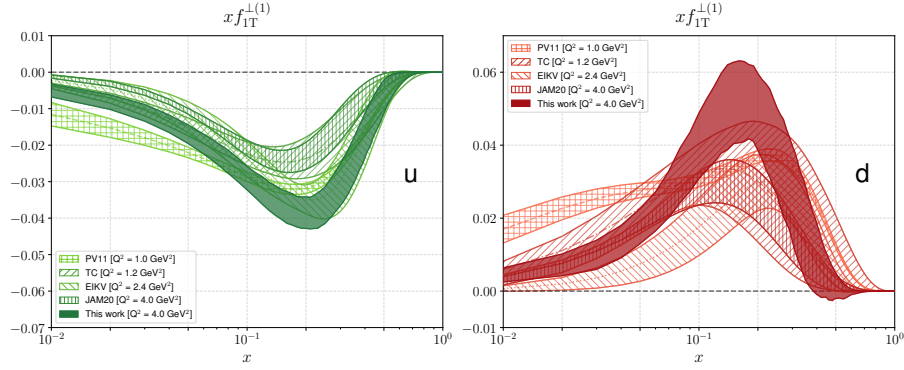 xf_{1T}^{⊥(1)}
0.01
0.00
−0.01
−0.02
−0.03
−0.04
−0.05
−0.06
−0.07
u
PV11 [Q² = 1.0 GeV²]
TC [Q² = 1.2 GeV²]
EIKV [Q² = 2.4 GeV²]
JAM20 [Q² = 4.0 GeV²]
This work [Q² = 4.0 GeV²]
10⁻² 10⁻¹ 10⁰
x
xf_{1T}^{⊥(1)}
PV11 [Q² = 1.0 GeV²]
TC [Q² = 1.2 GeV²]
EIKV [Q² = 2.4 GeV²]
JAM20 [Q² = 4.0 GeV²]
This work [Q² = 4.0 GeV²]
0.06
0.04
0.02
0.00
−0.01
d
10⁻² 10⁻¹ 10⁰
x